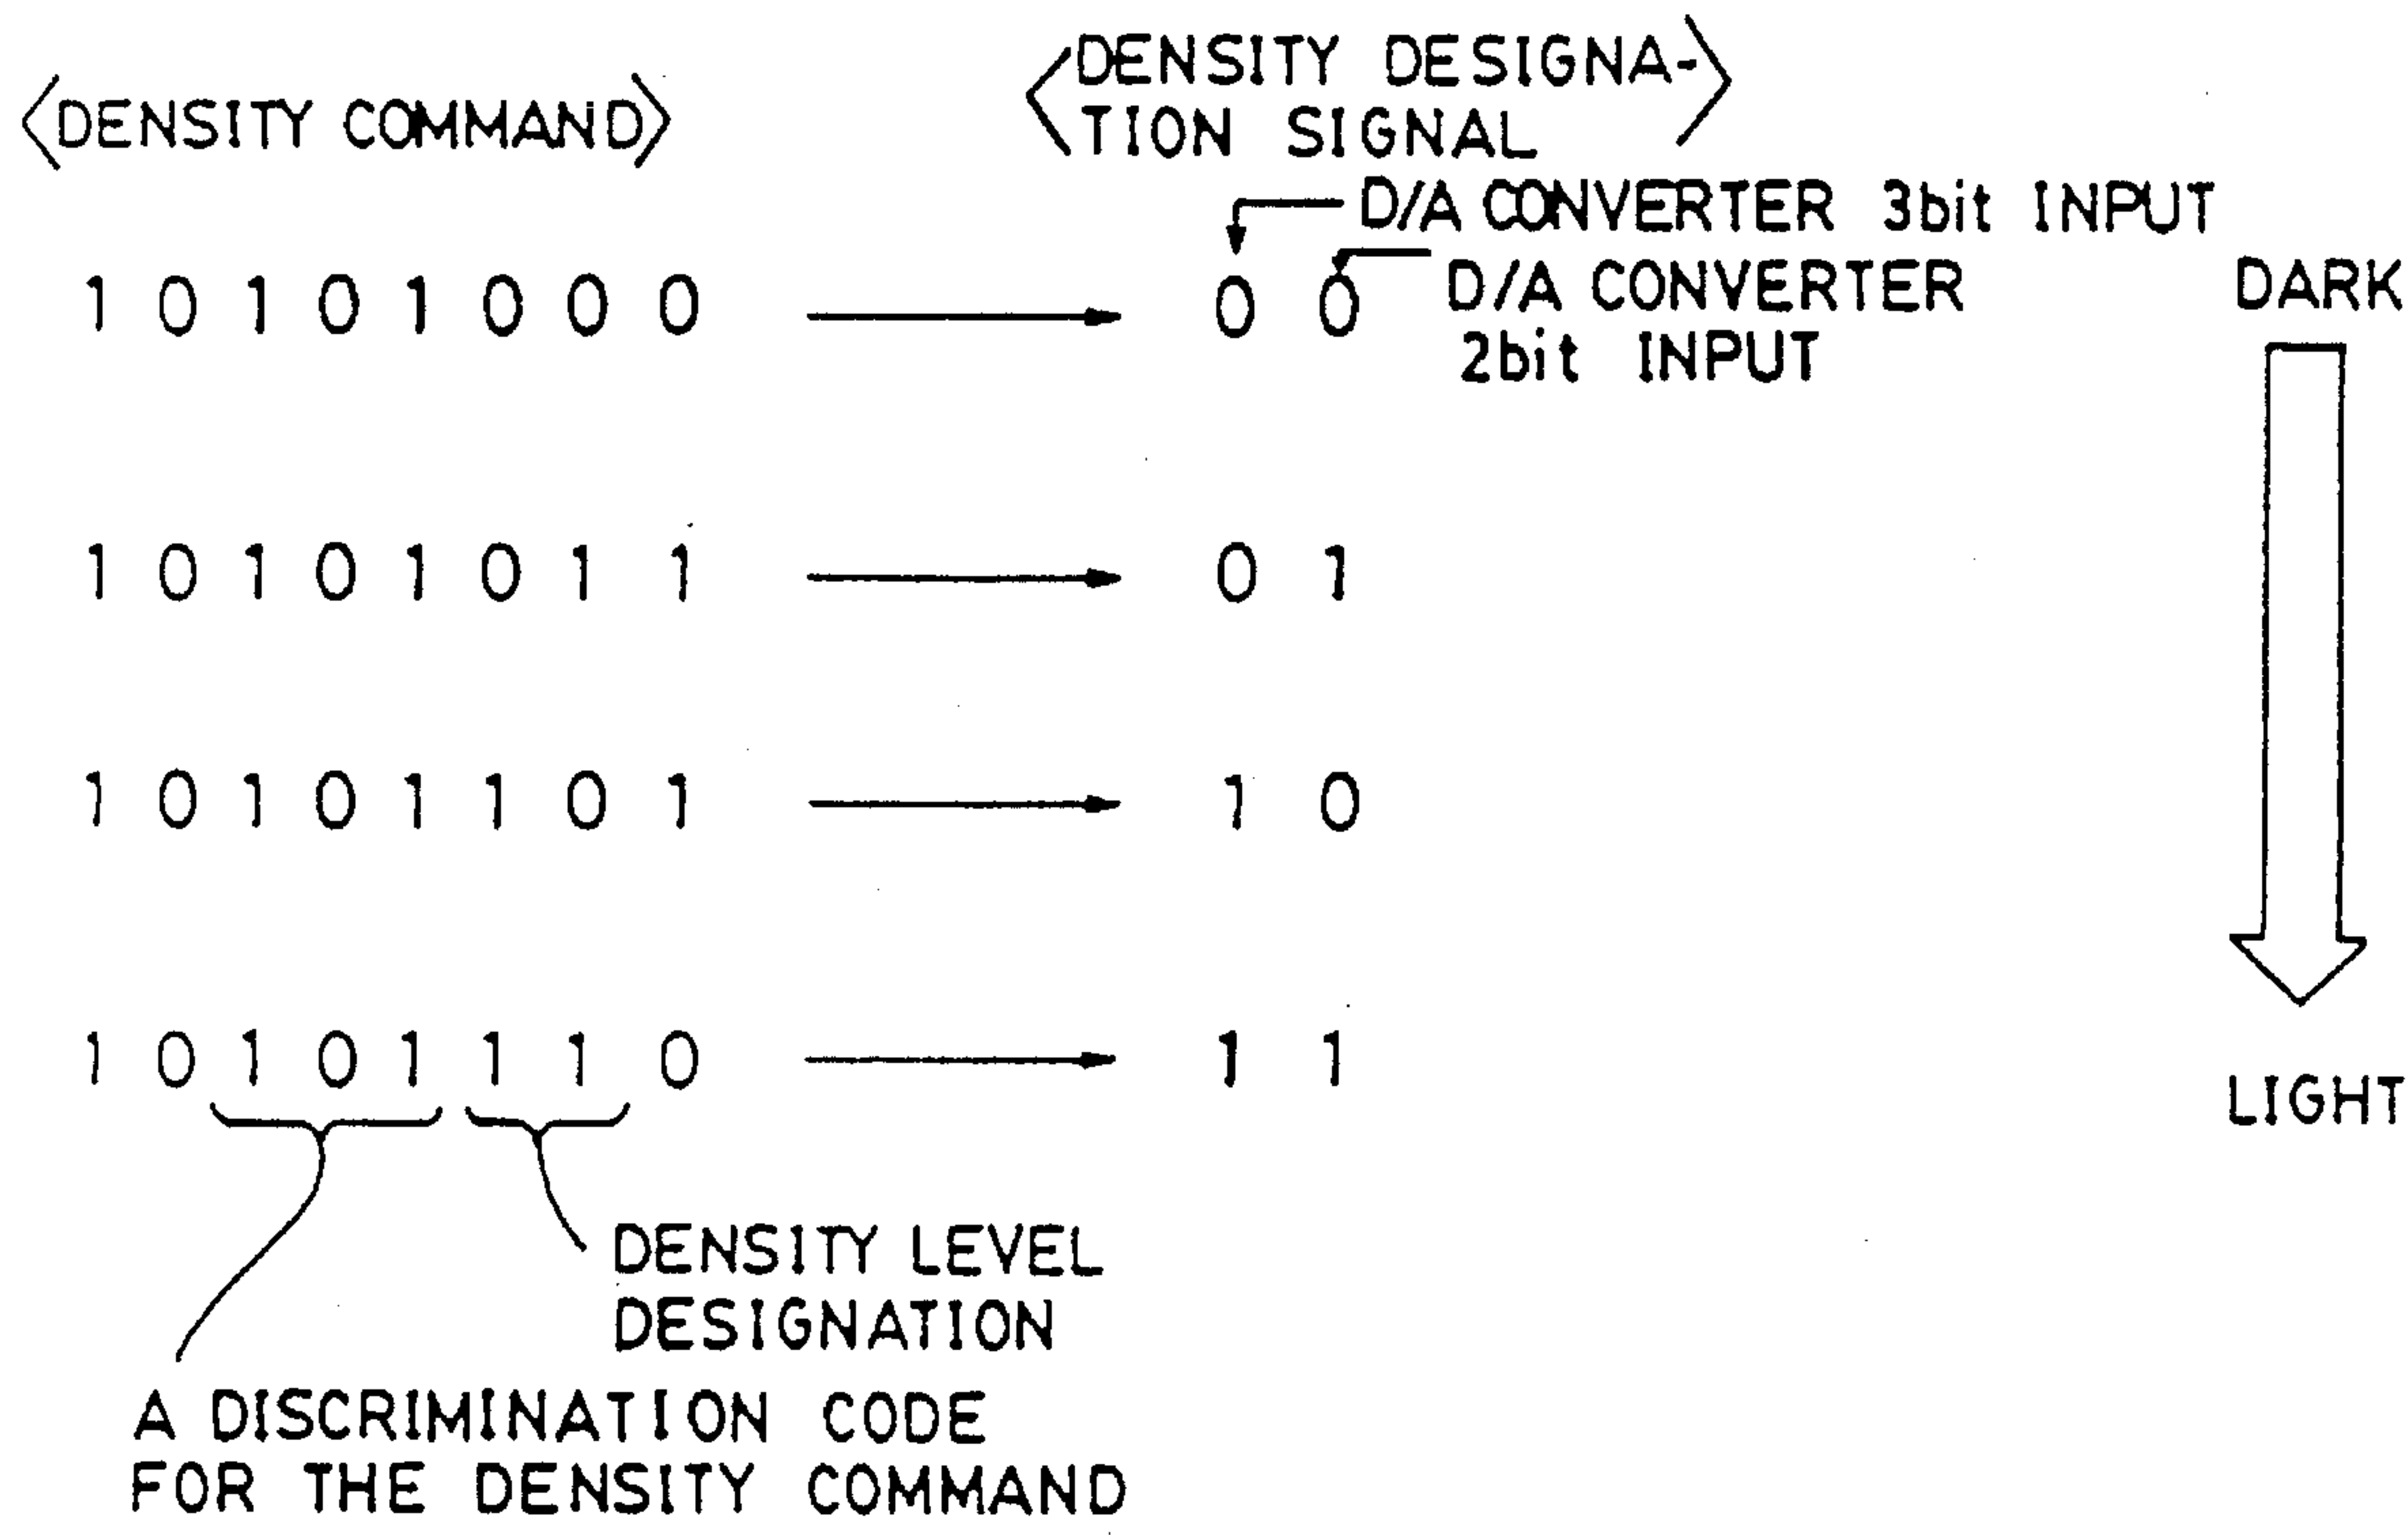 <DENSITY COMMAND>
<DENSITY DESIGNA-
TION SIGNAL>
D/A CONVERTER 3bit INPUT
1 0 1 0 1 0 0 0 0 0 D/A CONVERTER
2bit INPUT
DARK
1 0 1 0 1 0 1 1 0 1
1 0 1 0 1 1 0 1 1 0
1 0 1 0 1 1 1 0 1 1
LIGHT
DENSITY LEVEL
DESIGNATION
A DISCRIMINATION CODE
FOR THE DENSITY COMMAND